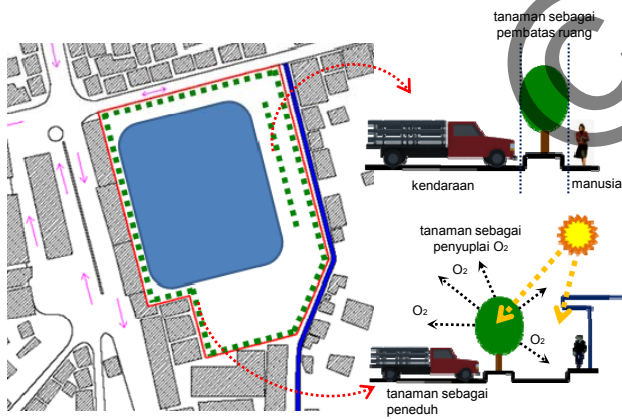 tanaman sebagai
pembatas ruang
kendaraan
manusia
tanaman sebagai
penyuplai O₂
O₂
O₂
O₂
O₂
tanaman sebagai
peneduh